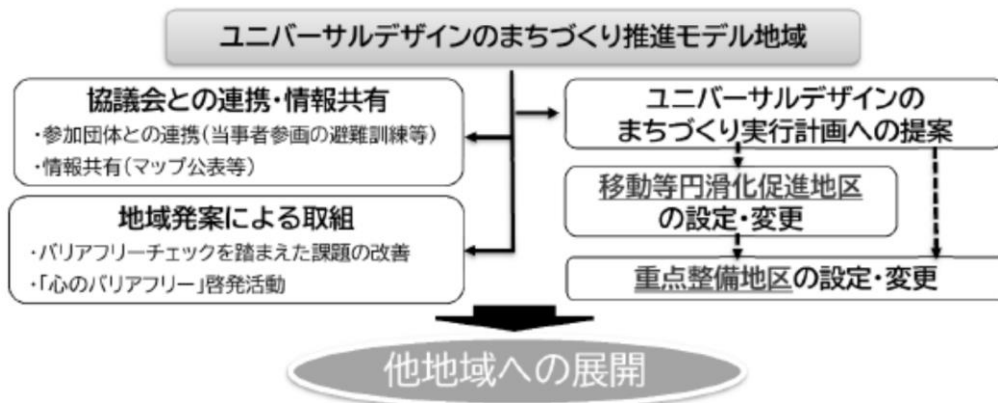 ユニバーサルデザインのまちづくり推進モデル地域
協議会との連携・情報共有
・参加団体との連携(当事者参画の避難訓練等)
・情報共有(マップ公表等)
地域発案による取組
・バリアフリーチェックを踏まえた課題の改善
・「心のバリアフリー」啓発活動
ユニバーサルデザインの
まちづくり実行計画への提案
移動等円滑化促進地区
の設定・変更
重点整備地区の設定・変更
他地域への展開